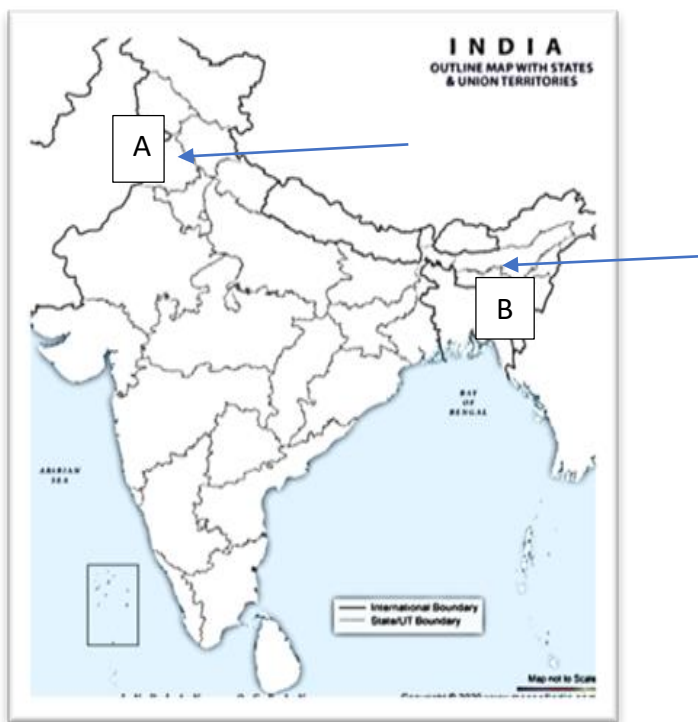 INDIA
OUTLINE MAP WITH STATES
& UNION TERRITORIES
A
B
BAY
OF
BENGAL
ARABIAN
SEA
International Boundary
State/UT Boundary
Map not to Scale